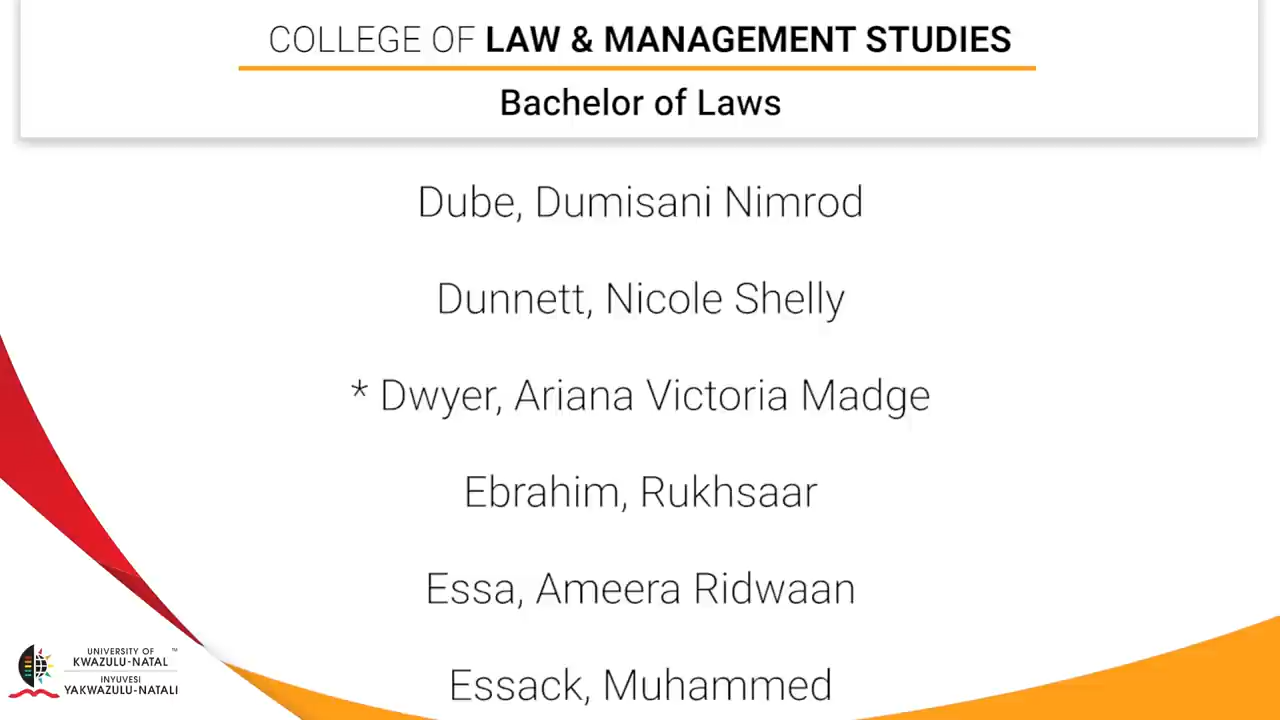 COLLEGE OF LAW & MANAGEMENT STUDIES
Bachelor of Laws
Dube, Dumisani Nimrod
Dunnett, Nicole Shelly
* Dwyer, Ariana Victoria Madge
Ebrahim, Rukhsaar
Essa, Ameera Ridwaan
Essack, Muhammed
UNIVERSITY OF ™
KWAZULU-NATAL
INYUVESI
YAKWAZULU-NATALI